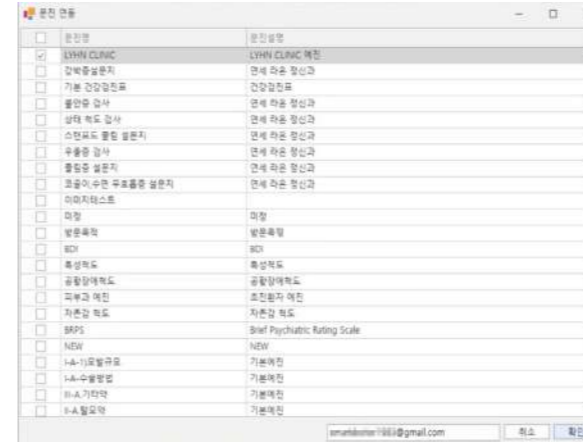 문진 연동
문진명 문진설명
LYHN CLINIC LYHN CLINIC 예진
강박증설문지 연세 라온 정신과
기본 건강검진표 건강검진표
불안증 검사 연세 라온 정신과
상태 척도 검사 연세 라온 정신과
스탠포드 졸림 설문지 연세 라온 정신과
우울증 검사 연세 라온 정신과
졸림증 설문지 연세 라온 정신과
코골이,수면 무호흡증 설문지 연세 라온 정신과
이미지테스트
미정 미정
방문목적 방문목적
BDI BDI
특성척도 특성척도
공황장애척도 공황장애척도
피부과 예진 초진환자 예진
자존감 척도 자존감 척도
BRPS Brief Psychiatric Rating Scale
NEW NEW
I-A-1)모발규모 기본예진
I-A-수술방법 기본예진
II-A.기타약 기본예진
II-A.탈모약 기본예진
@gmail.com 취소 확인